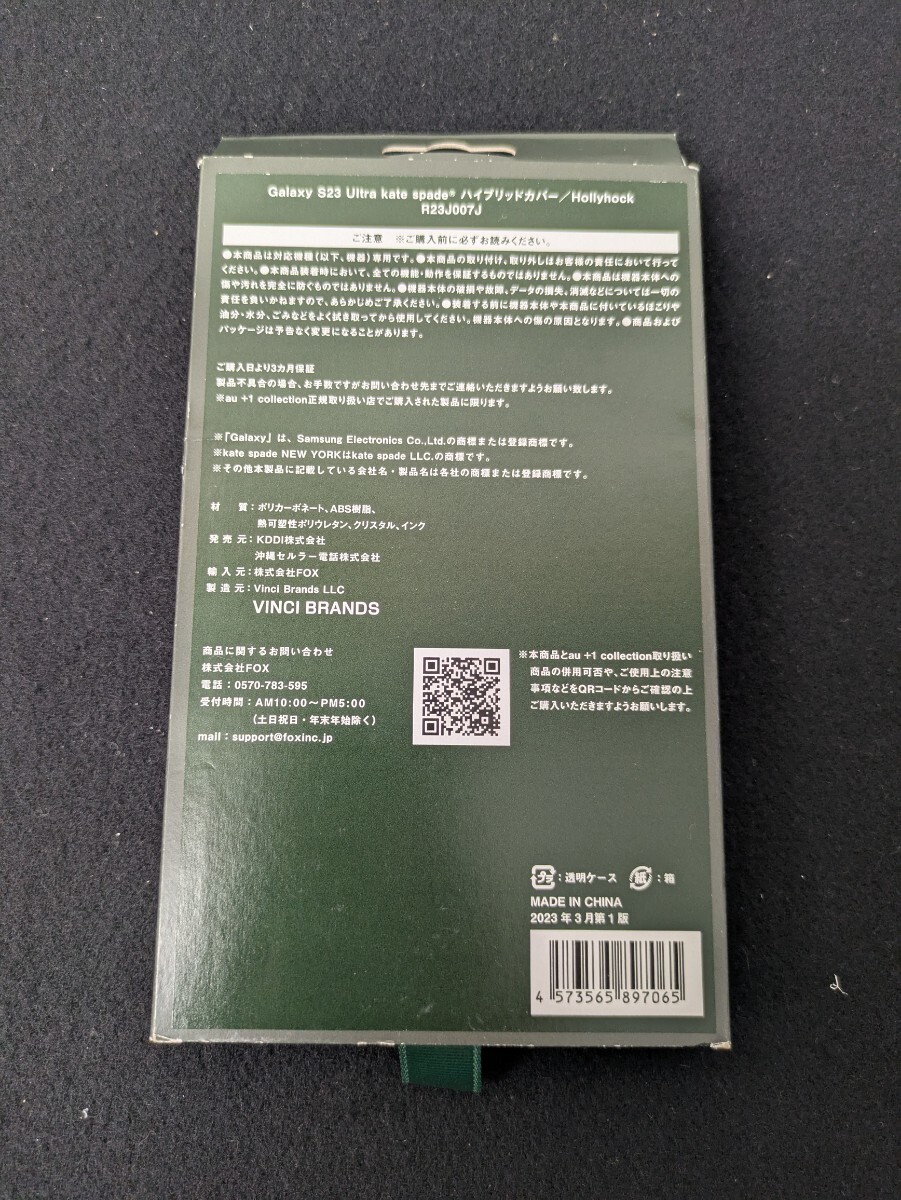 Galaxy S23 Ultra kate spade® ハイブリッドカバー／Hollyhock
R23J007J
ご注意　※ご購入前に必ずお読みください。
●本商品は対応機種（以下、機器）専用です。●本商品の取り付け、取り外しはお客様の責任において行って
ください。●本商品装着時において、全ての機能・動作を保証するものではありません。●本商品は機器本体への
傷や汚れを完全に防ぐものではありません。●機器本体の破損や故障、データの損失、消滅などについては一切の
責任を負いかねますので、あらかじめご了承ください。●装着する前に機器本体や本商品に付いているほこりや
油分・水分、ごみなどをよく拭き取ってから使用してください。機器本体への傷の原因となります。●商品および
パッケージは予告なく変更になることがあります。
ご購入日より3カ月保証
製品不具合の場合、お手数ですがお問い合わせ先までご連絡いただきますようお願い致します。
※au +1 collection正規取り扱い店でご購入された製品に限ります。
※「Galaxy」は、Samsung Electronics Co.,Ltd.の商標または登録商標です。
※kate spade NEW YORKはkate spade LLC.の商標です。
※その他本製品に記載している会社名・製品名は各社の商標または登録商標です。
材　質：ポリカーボネート、ABS樹脂、
熱可塑性ポリウレタン、クリスタル、インク
発売元：KDDI株式会社
沖縄セルラー電話株式会社
輸入元：株式会社FOX
製造元：Vinci Brands LLC
VINCI BRANDS
商品に関するお問い合わせ
株式会社FOX
電話：0570-783-595
受付時間：AM10:00〜PM5:00
（土日祝日・年末年始除く）
mail：support@foxinc.jp
※本商品とau +1 collection取り扱い
商品の併用可否や、ご使用上の注意
事項などをQRコードからご確認の上
ご購入いただきますようお願いします。
プラ：透明ケース 紙：箱
MADE IN CHINA
2023年3月第1版
4 573565 897065